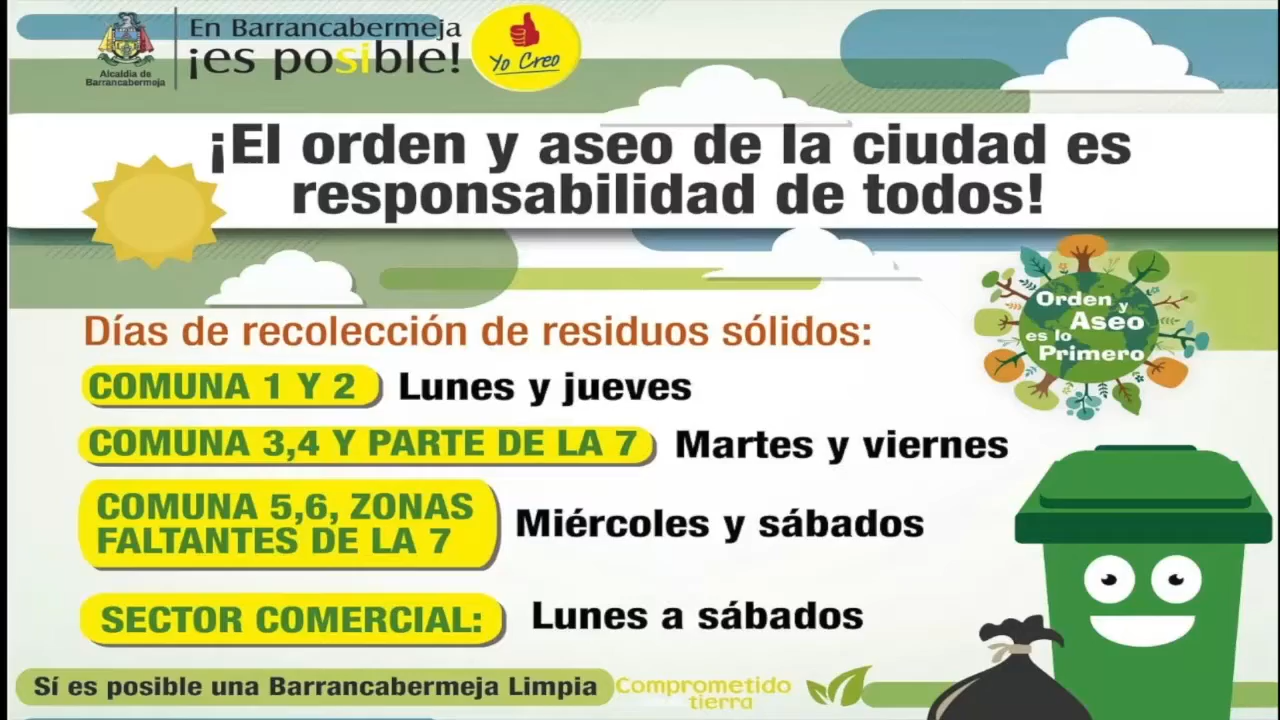 Alcaldía de
Barrancabermeja
En Barrancabermeja
¡es posible!
Yo Creo
¡El orden y aseo de la ciudad es
responsabilidad de todos!
Orden y
Aseo
es lo
Primero
Días de recolección de residuos sólidos:
COMUNA 1 Y 2 Lunes y jueves
COMUNA 3,4 Y PARTE DE LA 7 Martes y viernes
COMUNA 5,6, ZONAS
FALTANTES DE LA 7 Miércoles y sábados
SECTOR COMERCIAL: Lunes a sábados
Sí es posible una Barrancabermeja Limpia
Comprometido
tierra